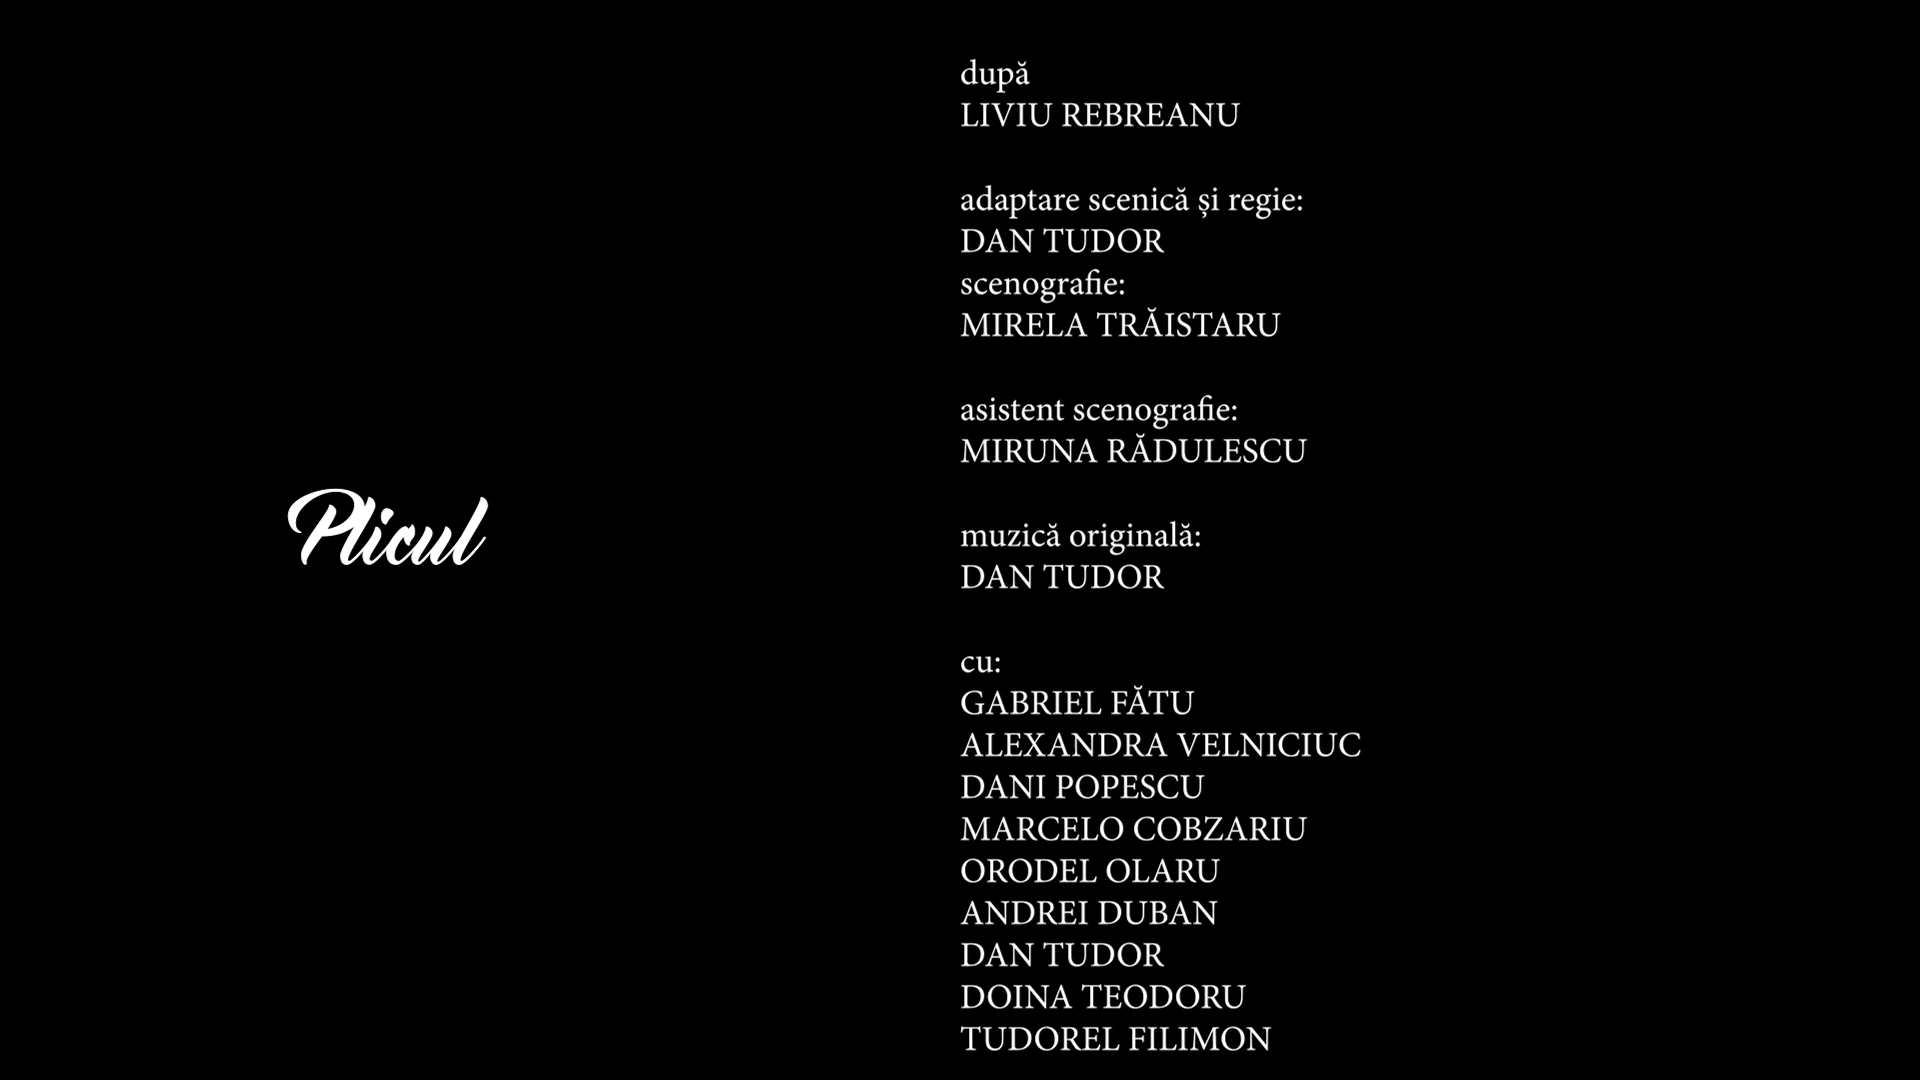 Plicul
după
LIVIU REBREANU
adaptare scenică și regie:
DAN TUDOR
scenografie:
MIRELA TRĂISTARU
asistent scenografie:
MIRUNA RĂDULESCU
muzică originală:
DAN TUDOR
cu:
GABRIEL FĂTU
ALEXANDRA VELNICIUC
DANI POPESCU
MARCELO COBZARIU
ORODEL OLARU
ANDREI DUBAN
DAN TUDOR
DOINA TEODORU
TUDOREL FILIMON